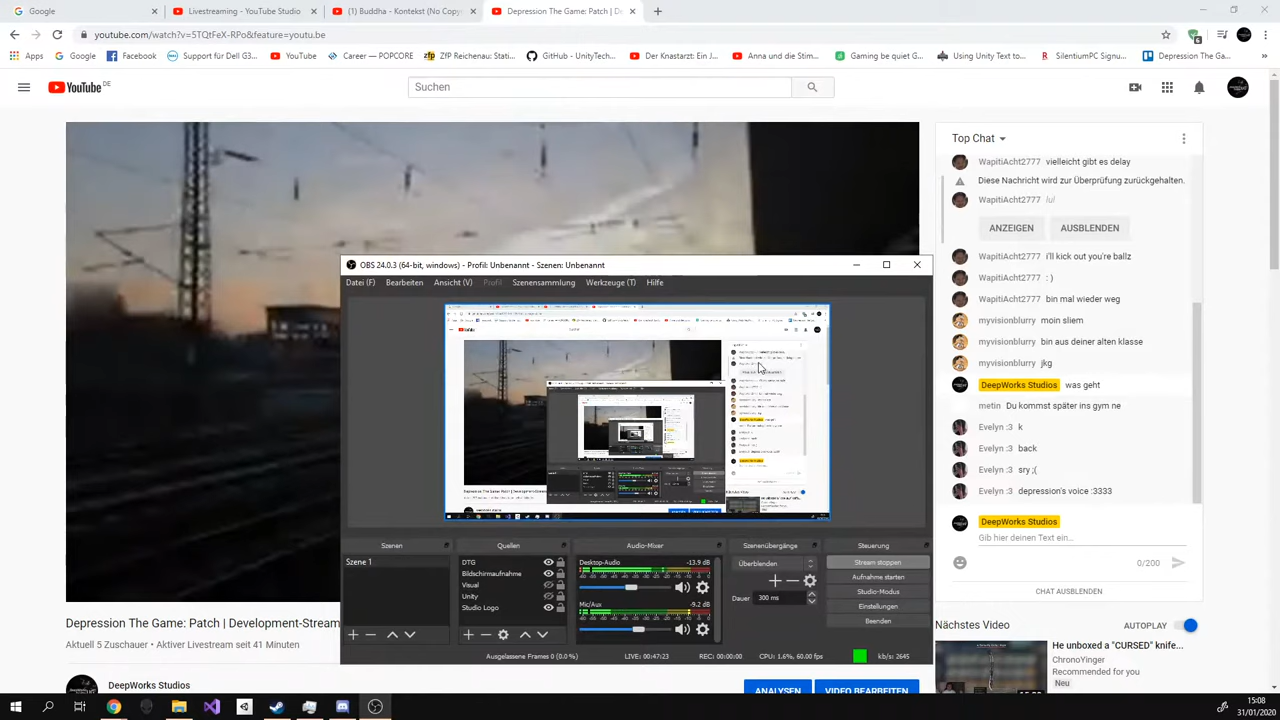 Google
Livestreaming - YouTube Studio
(1) Buddha - Kontekst (No Copy
Depression The Game: Patch | De
youtube.com/watch?v=5TQtFeX-RPo&feature=youtu.be
Apps
Facebook
Support for Dell G3...
YouTube
Career — POPCORE
ZfP Reichenau: Stati...
GitHub - UnityTech...
Der Knastarzt: Ein J...
Anna und die Stim...
Gaming be quiet G...
Using Unity Text to...
SilentiumPC Signu...
Depression The Ga...
YouTube DE
Suchen
Top Chat
WapitiAcht2777 vielleicht gibt es delay
Diese Nachricht wird zur Überprüfung zurückgehalten.
WapitiAcht2777 lul
ANZEIGEN AUSBLENDEN
WapitiAcht2777 i'll kick out you're ballz
WapitiAcht2777 : )
WapitiAcht2777 bin mal wieder weg
myvisionblurry moin sliem
myvisionblurry bin aus deiner alten klasse
myvisionblurry jkg
DeepWorks Studios was geht
metin Du kommst später ins gym ne
Evelyn :3 k
Evelyn :3 back
Evelyn :3 sry ;(
Evelyn :3 depression's voice :3333
DeepWorks Studios
Gib hier deinen Text ein...
0/200
CHAT AUSBLENDEN
OBS 24.0.3 (64-bit, windows) - Profil: Unbenannt - Szenen: Unbenannt
Datei (F) Bearbeiten Ansicht (V) Profil Szenensammlung Werkzeuge (T) Hilfe
Szenen
Szene 1
Quellen
DTG
Bildschirmaufnahme
Visual
Unity
Studio Logo
Audio-Mixer
Desktop-Audio -13.9 dB
Mic/Aux -9.2 dB
Szenenübergänge
Überblenden
Dauer 300 ms
Steuerung
Stream stoppen
Aufnahme starten
Studio-Modus
Einstellungen
Beenden
Ausgelassene Frames 0 (0.0 %) LIVE: 00:47:23 REC: 00:00:00 CPU: 1.6%, 60.00 fps kb/s: 2645
Depression The Game: Patch | Development-Stream
Aktuell 5 Zuschauer • Aktiver Livestream seit 41 Minuten
DeepWorks Studios
ANALYSEN VIDEO BEARBEITEN
Nächstes Video AUTOPLAY
He unboxed a "CURSED" knife...
ChronoYinger
Recommended for you
Neu
15:08
31/01/2020